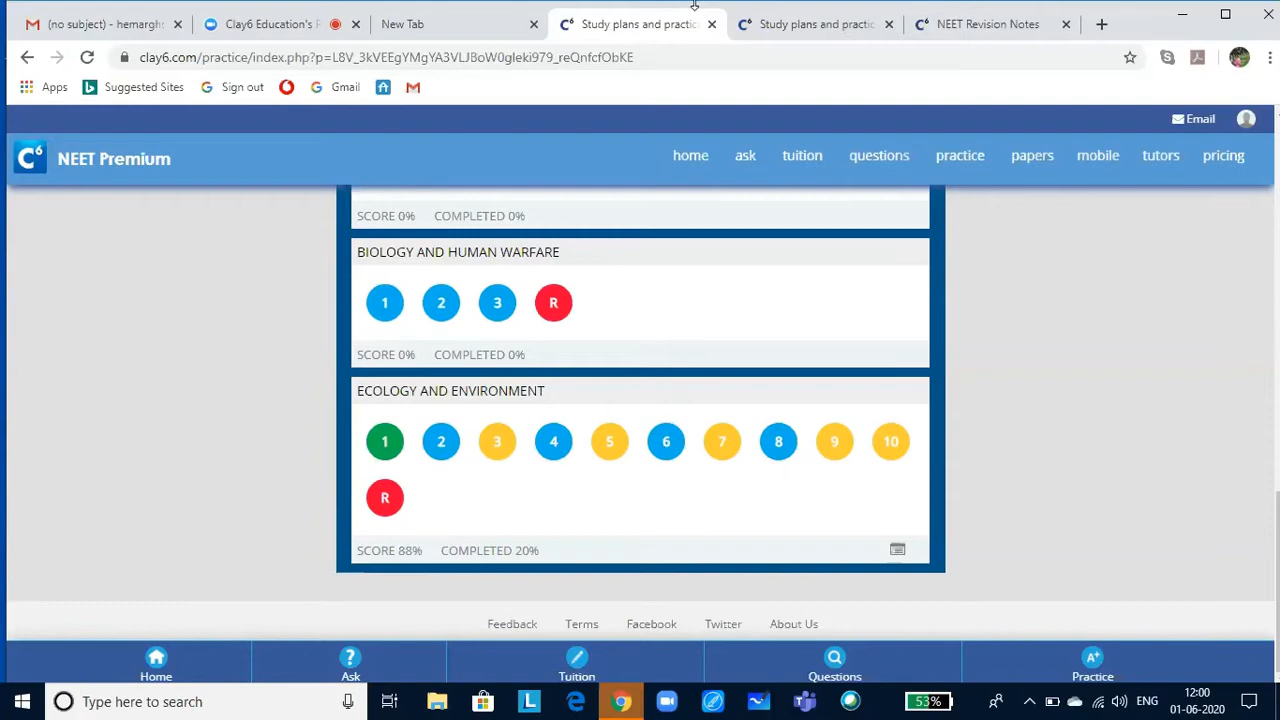 (no subject) - hemargh
Clay6 Education's
New Tab
Study plans and practic
Study plans and practic
NEET Revision Notes
clay6.com/practice/index.php?p=L8V_3kVEEgYMgYA3VLJBoW0gleki979_reQnfcfObKE
Apps
Suggested Sites
Sign out
Gmail
Email
C6 NEET Premium
home
ask
tuition
questions
practice
papers
mobile
tutors
pricing
SCORE 0% COMPLETED 0%
BIOLOGY AND HUMAN WARFARE
1 2 3 R
SCORE 0% COMPLETED 0%
ECOLOGY AND ENVIRONMENT
1 2 3 4 5 6 7 8 9 10
R
SCORE 88% COMPLETED 20%
Feedback Terms Facebook Twitter About Us
Home
? Ask
Tuition
Questions
A+ Practice
Type here to search
L
53%
ENG
12:00
01-06-2020